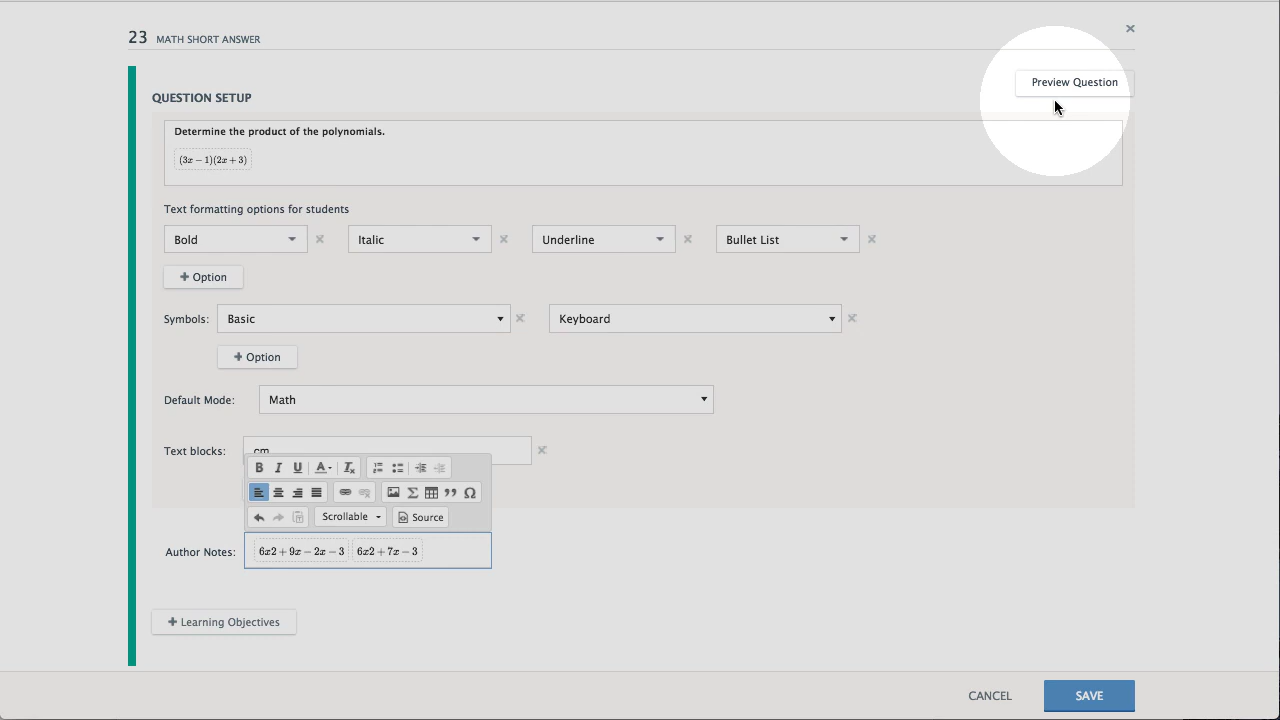 23 MATH SHORT ANSWER
Preview Question
QUESTION SETUP
Determine the product of the polynomials.
(3x − 1)(2x + 3)
Text formatting options for students
Bold Italic Underline Bullet List
+ Option
Symbols: Basic Keyboard
+ Option
Default Mode: Math
Text blocks: cm
B I U A Tx
Scrollable Source
Author Notes: 6x2 + 9x − 2x − 3 6x2 + 7x − 3
+ Learning Objectives
CANCEL SAVE